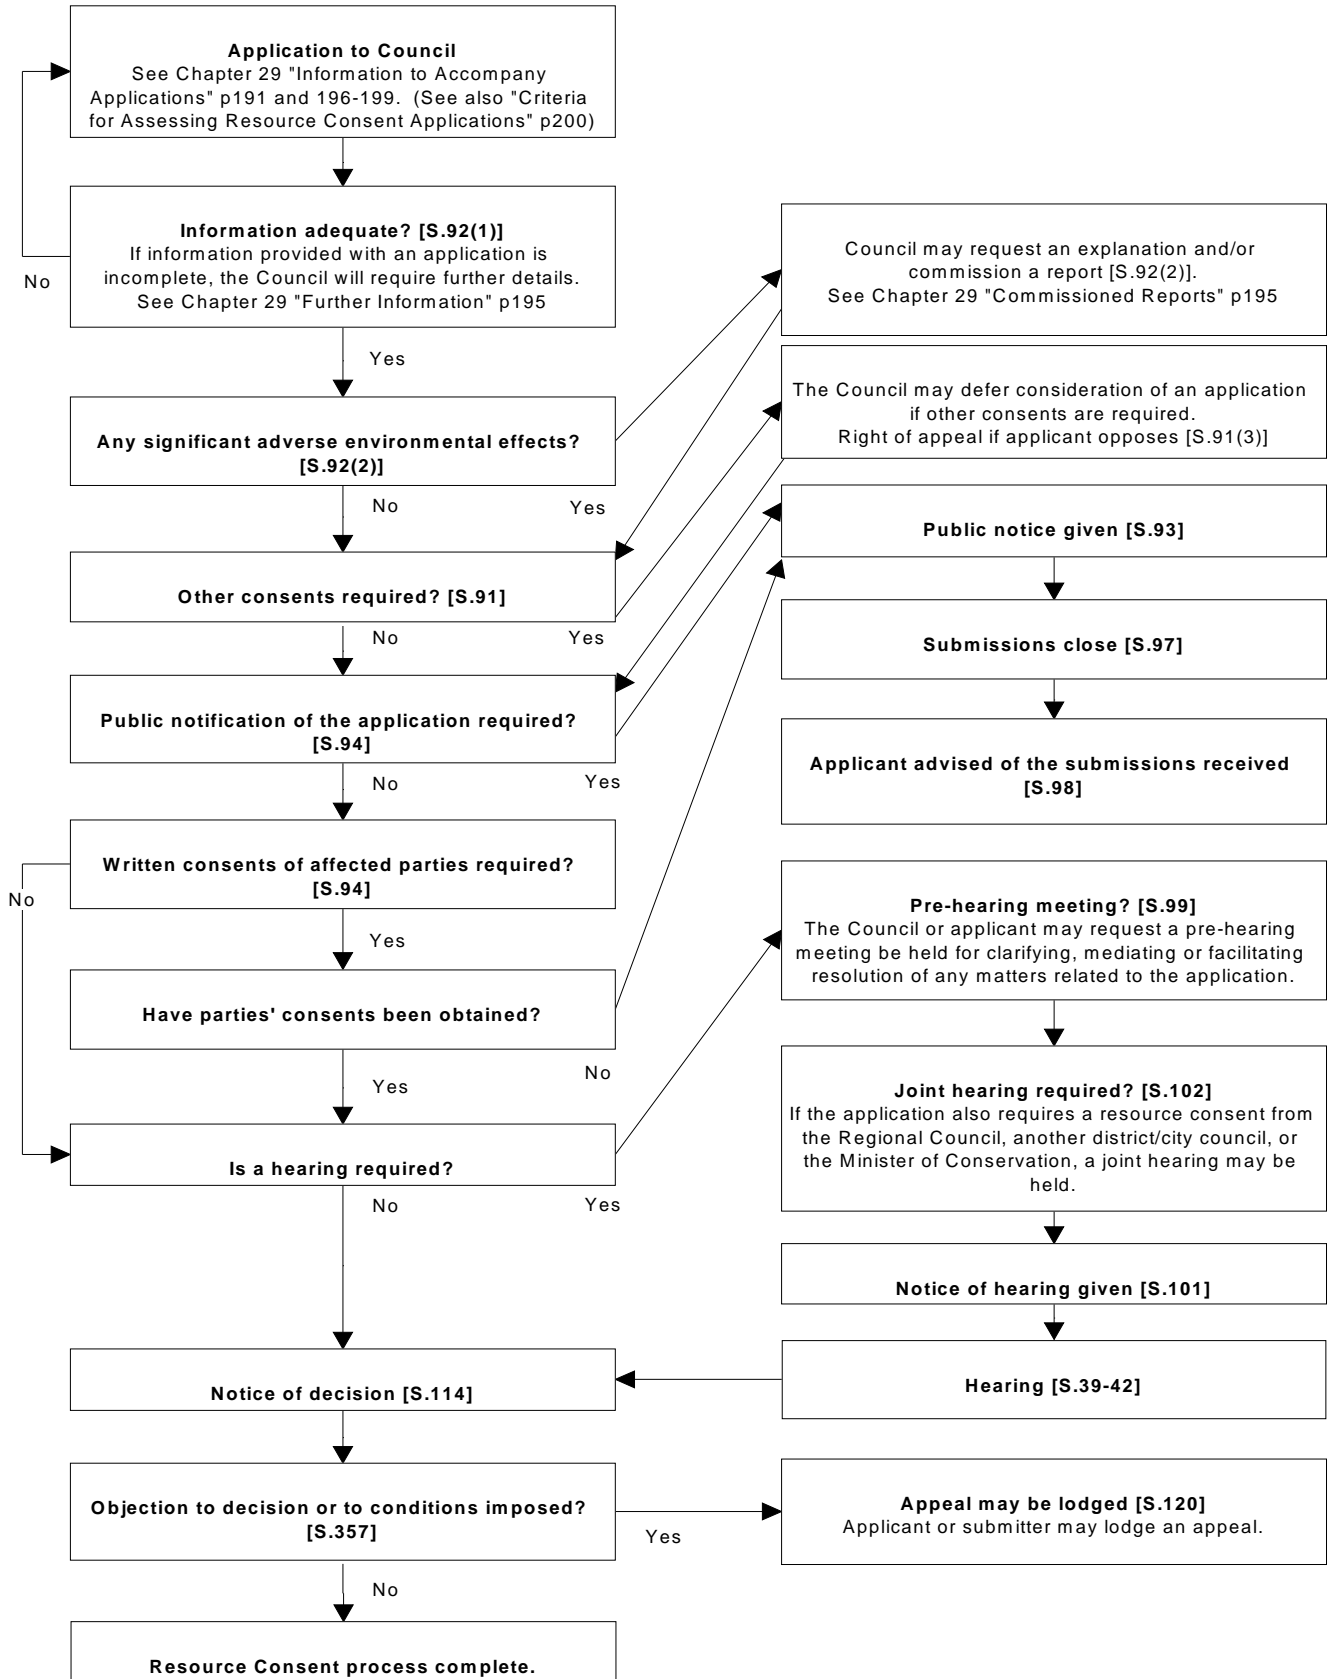 Application to Council
See Chapter 29 "Information to Accompany
Applications" p191 and 196-199. (See also "Criteria
for Assessing Resource Consent Applications" p200)
Information adequate? [S.92(1)]
If information provided with an application is
incomplete, the Council will require further details.
See Chapter 29 "Further Information" p195
No
Yes
Council may request an explanation and/or
commission a report [S.92(2)].
See Chapter 29 "Commissioned Reports" p195
Any significant adverse environmental effects?
[S.92(2)]
No
Yes
The Council may defer consideration of an application
if other consents are required.
Right of appeal if applicant opposes [S.91(3)]
Other consents required? [S.91]
No
Yes
Public notice given [S.93]
Submissions close [S.97]
Applicant advised of the submissions received
[S.98]
Public notification of the application required?
[S.94]
No
Yes
Written consents of affected parties required?
[S.94]
No
Yes
Have parties' consents been obtained?
Yes
No
Is a hearing required?
No
Yes
Pre-hearing meeting? [S.99]
The Council or applicant may request a pre-hearing
meeting be held for clarifying, mediating or facilitating
resolution of any matters related to the application.
Joint hearing required? [S.102]
If the application also requires a resource consent from
the Regional Council, another district/city council, or
the Minister of Conservation, a joint hearing may be
held.
Notice of hearing given [S.101]
Hearing [S.39-42]
Notice of decision [S.114]
Objection to decision or to conditions imposed?
[S.357]
Yes
No
Appeal may be lodged [S.120]
Applicant or submitter may lodge an appeal.
Resource Consent process complete.